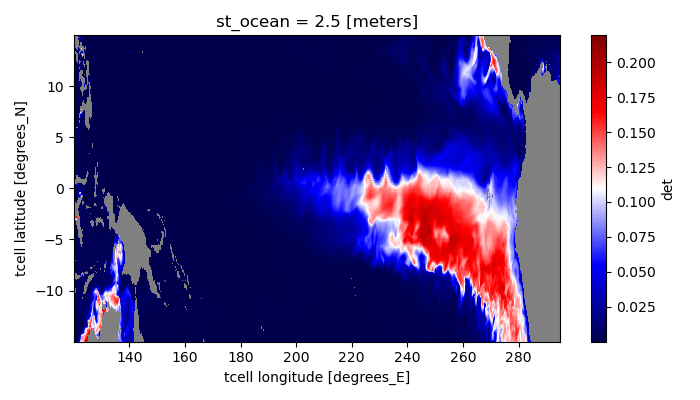 st_ocean = 2.5 [meters]
10
5
0
−5
−10
tcell latitude [degrees_N]
140 160 180 200 220 240 260 280
tcell longitude [degrees_E]
0.200
0.175
0.150
0.125
0.100
0.075
0.050
0.025
det